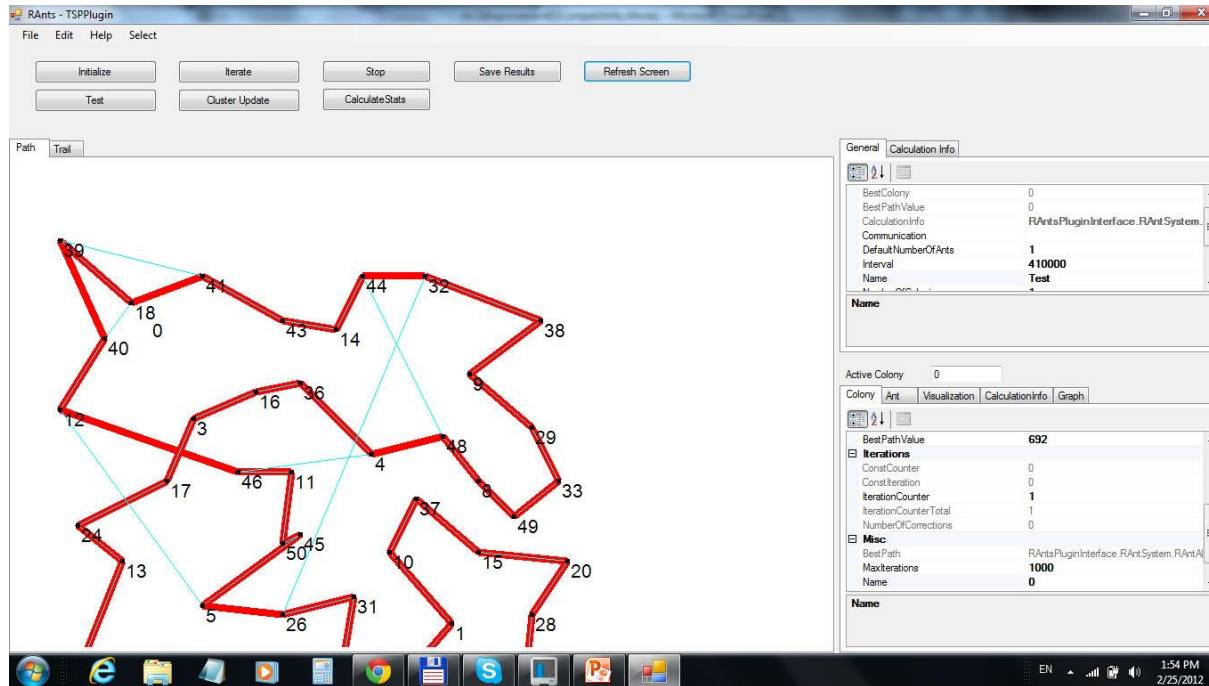 RAnts - TSPPlugin
File Edit Help Select
Initialize Iterate Stop Save Results Refresh Screen
Test Cluster Update CalculateStats
Path Trail
39
41
44
32
18
0
43
14
38
40
36
16
9
12
3
29
48
4
46
11
17
8
33
37
49
24
45
50
10
15
13
20
31
5
26
28
1
General Calculation Info
BestColony 0
BestPathValue 0
CalculationInfo RAntsPluginInterface.RAntSystem.
Communication
DefaultNumberOfAnts 1
Interval 410000
Name Test
Name
Active Colony 0
Colony Ant Visualization CalculationInfo Graph
BestPathValue 692
Iterations
ConstCounter 0
ConstIteration 0
IterationCounter 1
IterationCounterTotal 1
NumberOfCorrections 0
Misc
BestPath RAntsPluginInterface.RAntSystem.RAntAl
MaxIterations 1000
Name 0
Name
EN
1:54 PM
2/25/2012